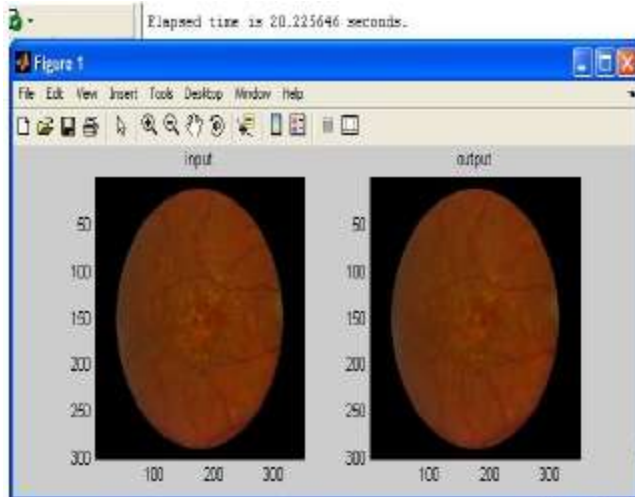 Elapsed time is 20.225646 seconds.
Figure 1
File Edit View Insert Tools Desktop Window Help
input output
50 50
100 100
150 150
200 200
250 250
300 300
100 200 300 100 200 300